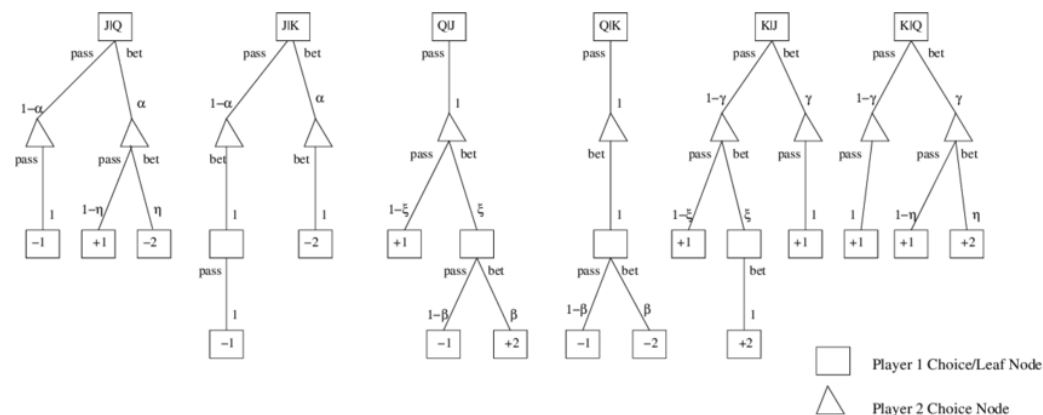 J|Q J|K Q|J Q|K K|J K|Q
pass bet pass bet pass pass pass bet pass bet
1−α α 1−α α 1 1 1−γ γ 1−γ γ
pass pass bet bet bet pass bet bet pass bet pass pass pass bet
1 1−η η 1 1 1−ξ ξ 1 1−ξ ξ 1 1 1−η η
−1 +1 −2 −2 +1 +1 +1 +1 +1 +2
pass pass bet pass bet bet
1 1−β β 1−β β 1
−1 −1 +2 −1 −2 +2
Player 1 Choice/Leaf Node
Player 2 Choice Node